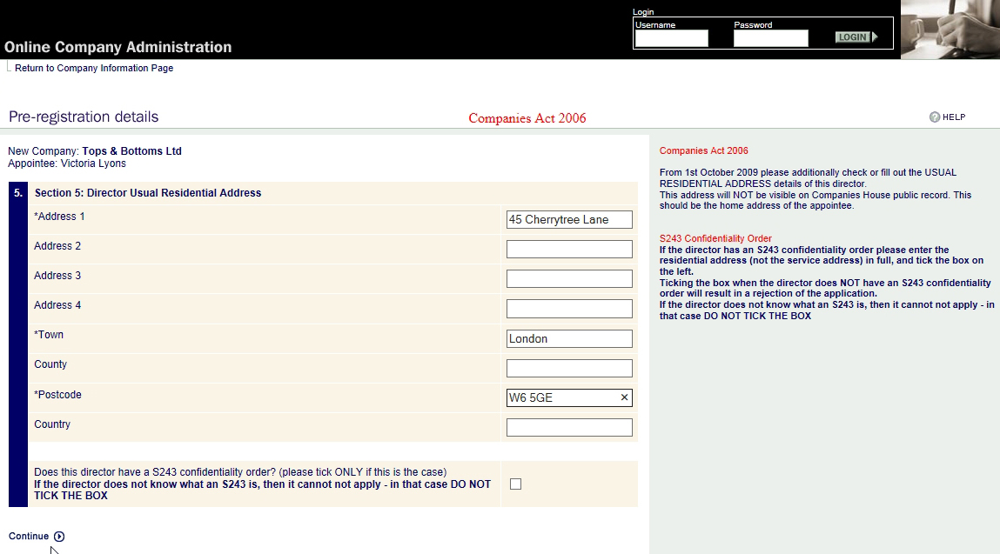 Login
Username Password
LOGIN
Online Company Administration
Return to Company Information Page
Pre-registration details
Companies Act 2006
HELP
New Company: Tops & Bottoms Ltd
Appointee: Victoria Lyons
5. Section 5: Director Usual Residential Address
*Address 1 45 Cherrytree Lane
Address 2
Address 3
Address 4
*Town London
County
*Postcode W6 5GE
Country
Does this director have a S243 confidentiality order? (please tick ONLY if this is the case)
If the director does not know what an S243 is, then it cannot not apply - in that case DO NOT
TICK THE BOX
Continue
Companies Act 2006
From 1st October 2009 please additionally check or fill out the USUAL
RESIDENTIAL ADDRESS details of this director.
This address will NOT be visible on Companies House public record. This
should be the home address of the appointee.
S243 Confidentiality Order
If the director has an S243 confidentiality order please enter the
residential address (not the service address) in full, and tick the box on
the left.
Ticking the box when the director does NOT have an S243 confidentiality
order will result in a rejection of the application.
If the director does not know what an S243 is, then it cannot not apply - in
that case DO NOT TICK THE BOX